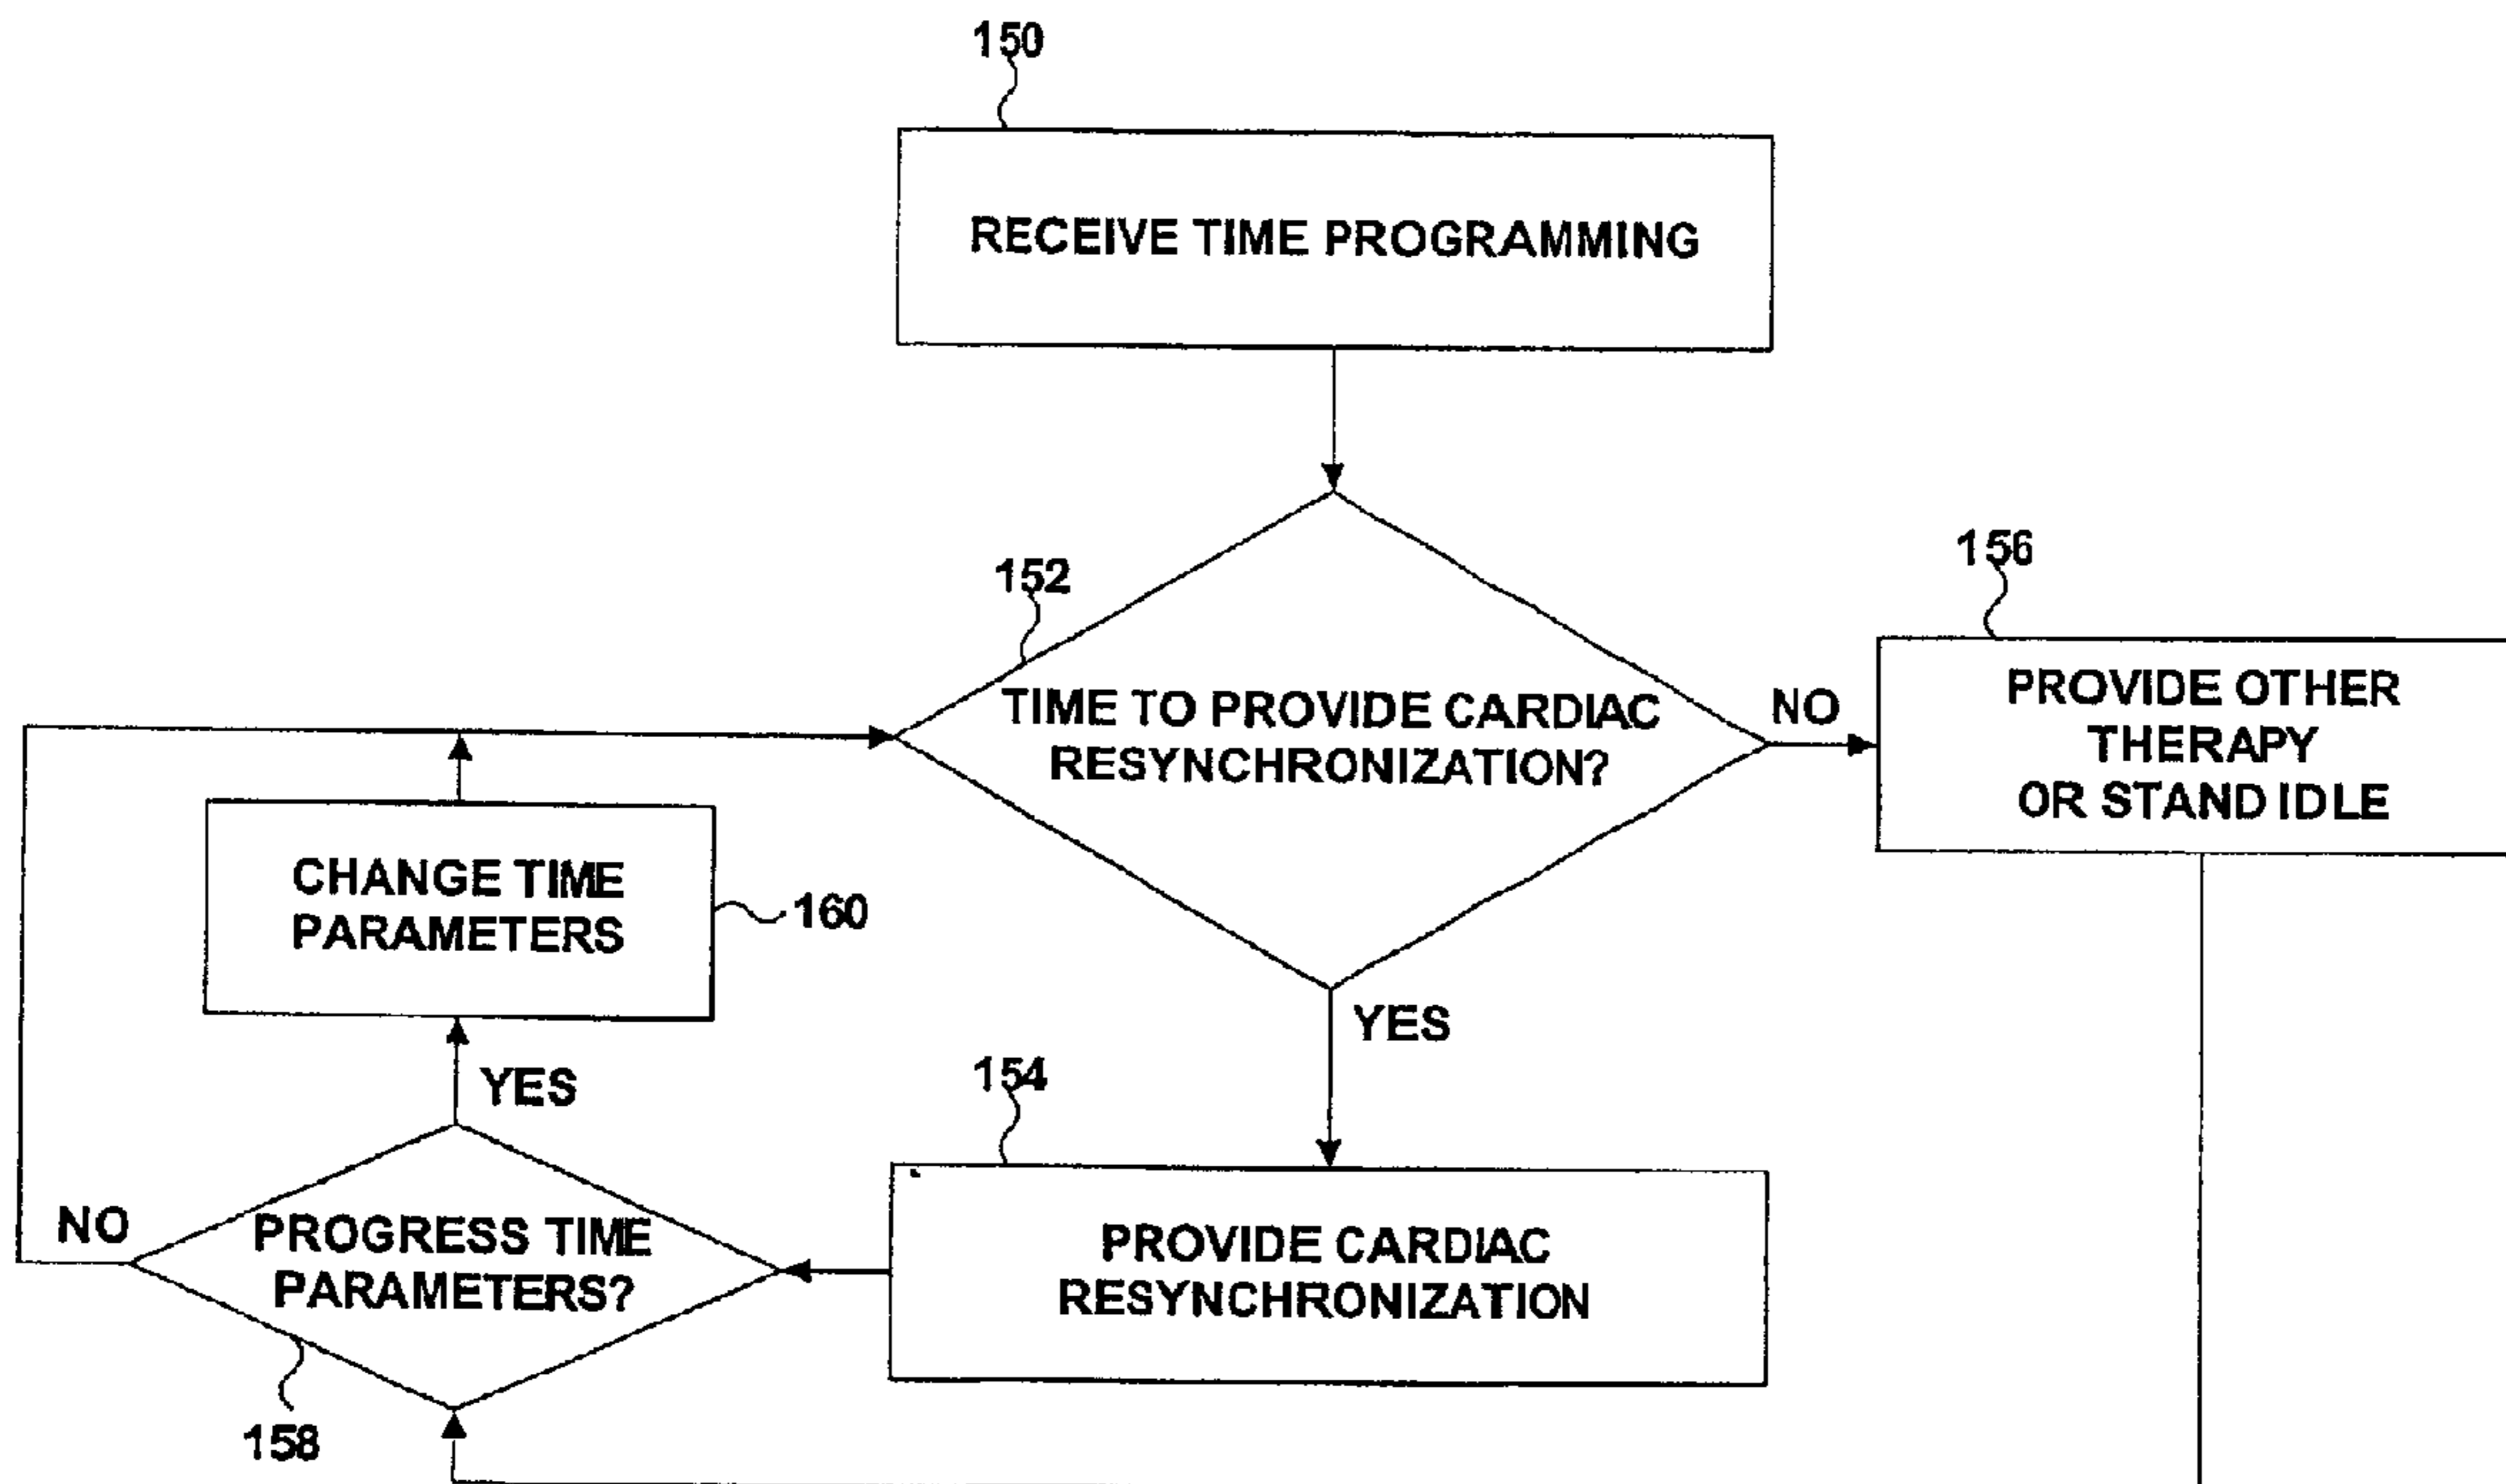 150
RECEIVE TIME PROGRAMMING
152
TIME TO PROVIDE CARDIAC
RESYNCHRONIZATION?
NO
156
PROVIDE OTHER
THERAPY
OR STAND IDLE
YES
154
PROVIDE CARDIAC
RESYNCHRONIZATION
PROGRESS TIME
PARAMETERS?
158
NO
YES
CHANGE TIME
PARAMETERS
160